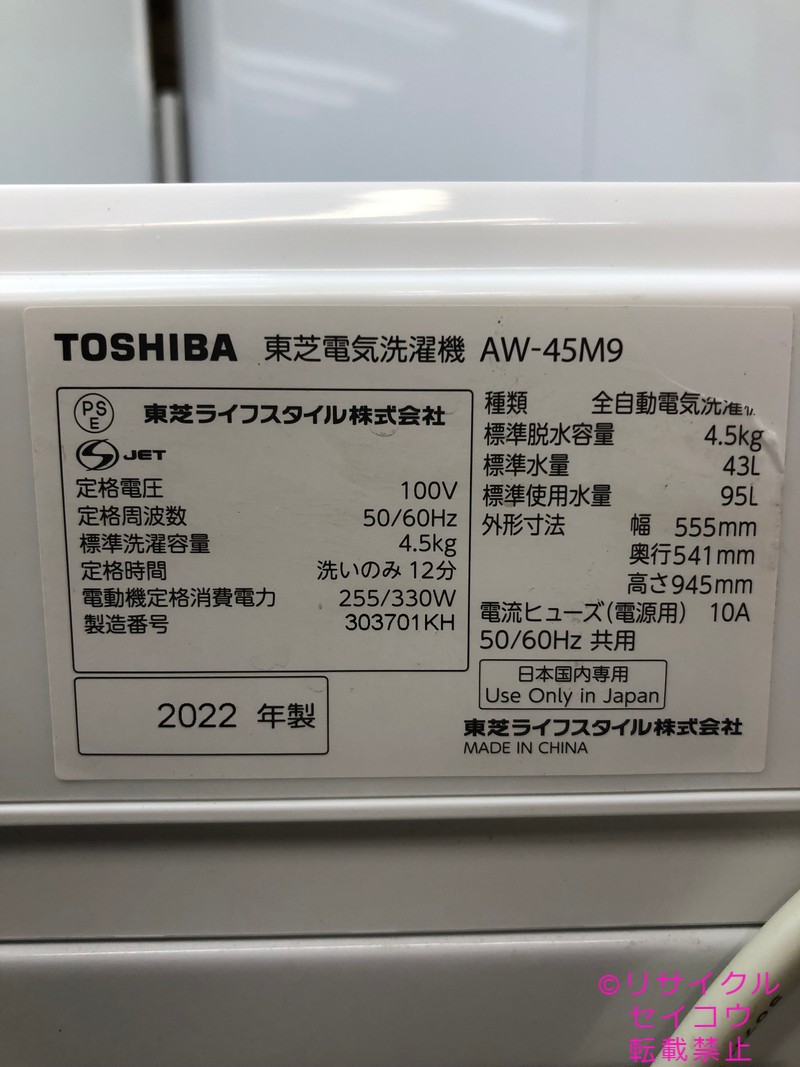 TOSHIBA 東芝電気洗濯機 AW-45M9
PS
E
東芝ライフスタイル株式会社
S JET
定格電圧 100V
定格周波数 50/60Hz
標準洗濯容量 4.5kg
定格時間 洗いのみ 12分
電動機定格消費電力 255/330W
製造番号 303701KH
2022 年製
種類 全自動電気洗濯機
標準脱水容量 4.5kg
標準水量 43L
標準使用水量 95L
外形寸法 幅 555mm
奥行541mm
高さ945mm
電流ヒューズ(電源用) 10A
50/60Hz 共用
日本国内専用
Use Only in Japan
東芝ライフスタイル株式会社
MADE IN CHINA
©リサイクル
セイコウ
転載禁止